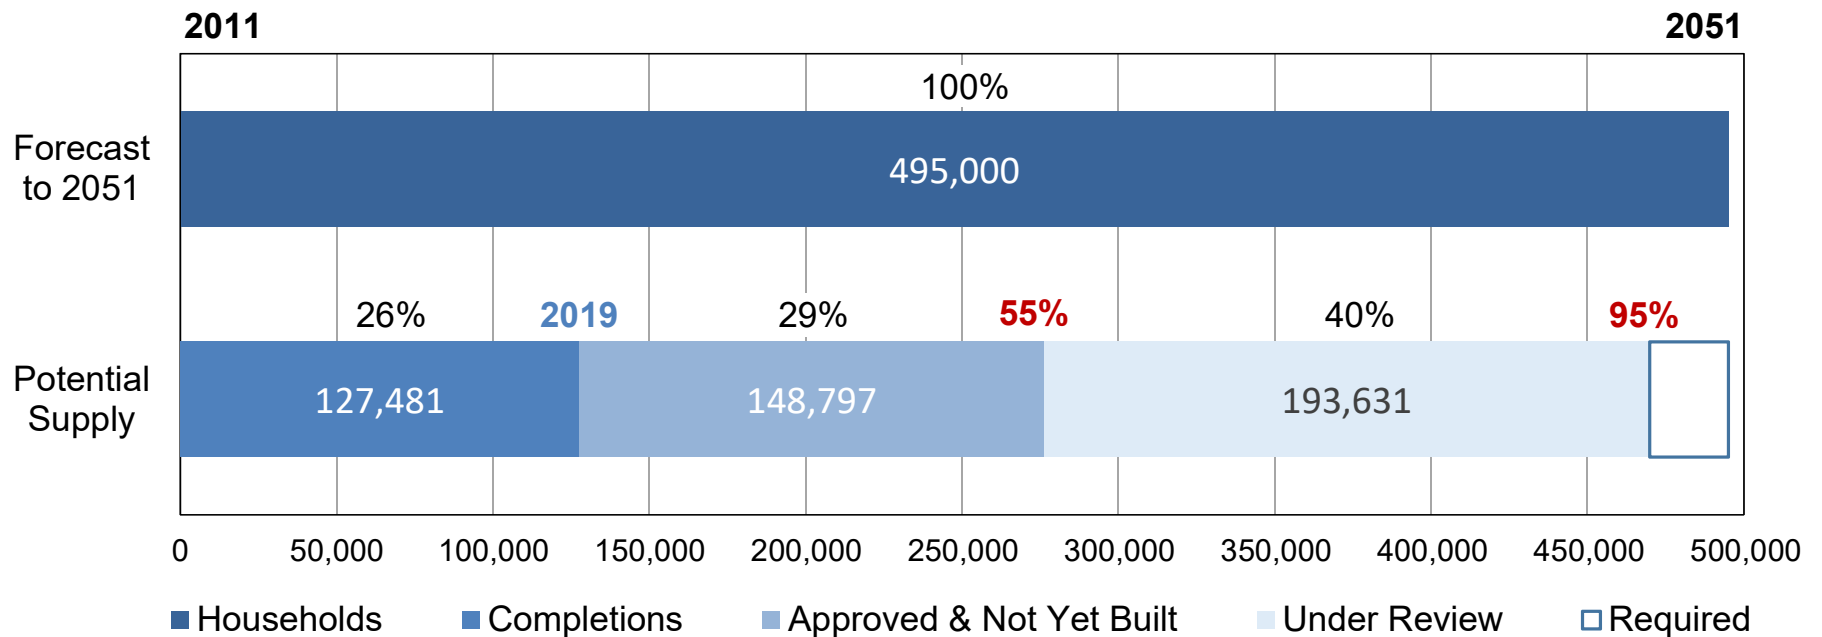 2011 2051
100%
Forecast
to 2051
495,000
26% 2019 29% 55% 40% 95%
Potential
Supply
127,481 148,797 193,631
0 50,000 100,000 150,000 200,000 250,000 300,000 350,000 400,000 450,000 500,000
Households Completions Approved & Not Yet Built Under Review Required